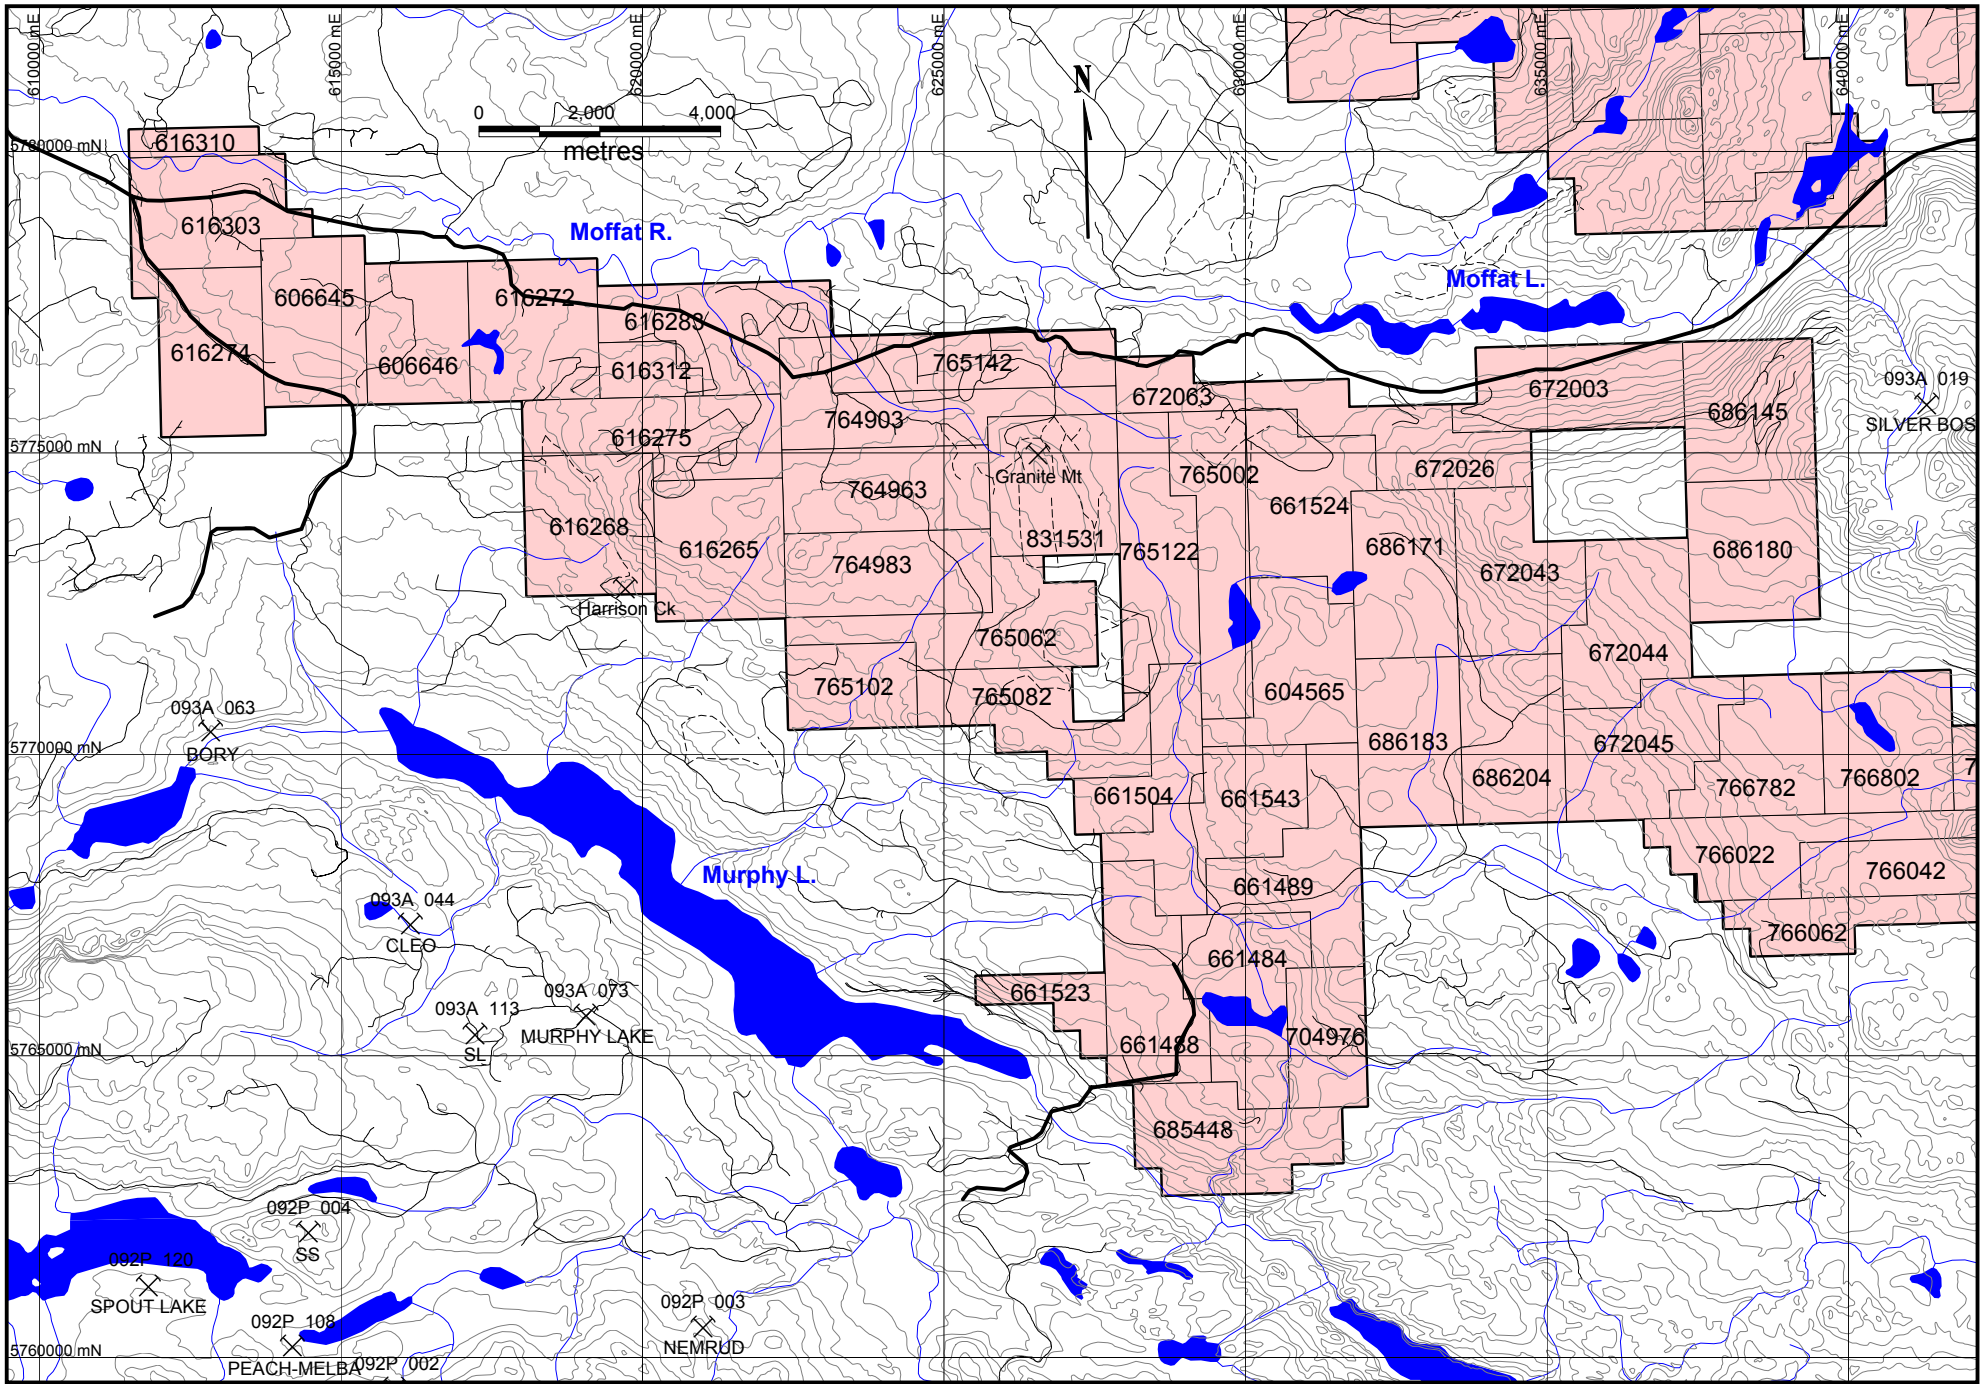 610000 mE
615000 mE
620000 mE
625000 mE
630000 mE
635000 mE
640000 mE
N
0 2,000 4,000
metres
5780000 mN
616310
616303
Moffat R.
Moffat L.
606645
616272
616283
616274
606646
616312
765142
672063
672003
686145
093A 019
SILVER BOS
764903
616275
5775000 mN
Granite Mt
765002
672026
764963
661524
616268
616265
831531
765122
686171
686180
764983
672043
Harrison Ck
765062
672044
765102
765082
604565
093A 063
BORY
5770000 mN
686183
672045
661504
661543
686204
766782
766802
7
Murphy L.
766022
766042
661489
093A 044
CLEO
766062
661484
661523
093A 073
MURPHY LAKE
093A 113
SL
704976
661488
5765000 mN
685448
092P 004
SS
092P 120
SPOUT LAKE
092P 003
NEMRUD
092P 108
PEACH-MELBA
092P 002
5760000 mN